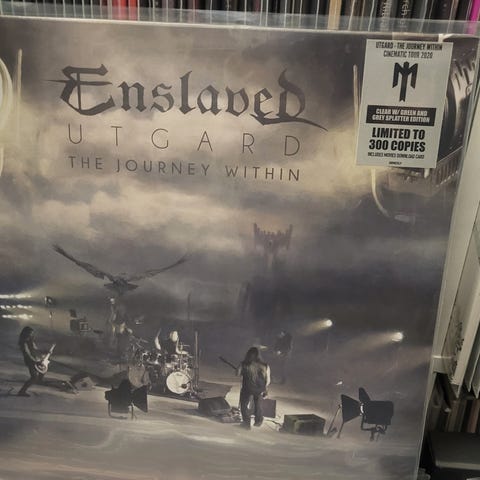 Enslaved
UTGARD
THE JOURNEY WITHIN
UTGARD - THE JOURNEY WITHIN
CINEMATIC TOUR 2020
CLEAR W/ GREEN AND
GREY SPLATTER EDITION
LIMITED TO
300 COPIES
INCLUDES MOVIES DOWNLOAD CARD